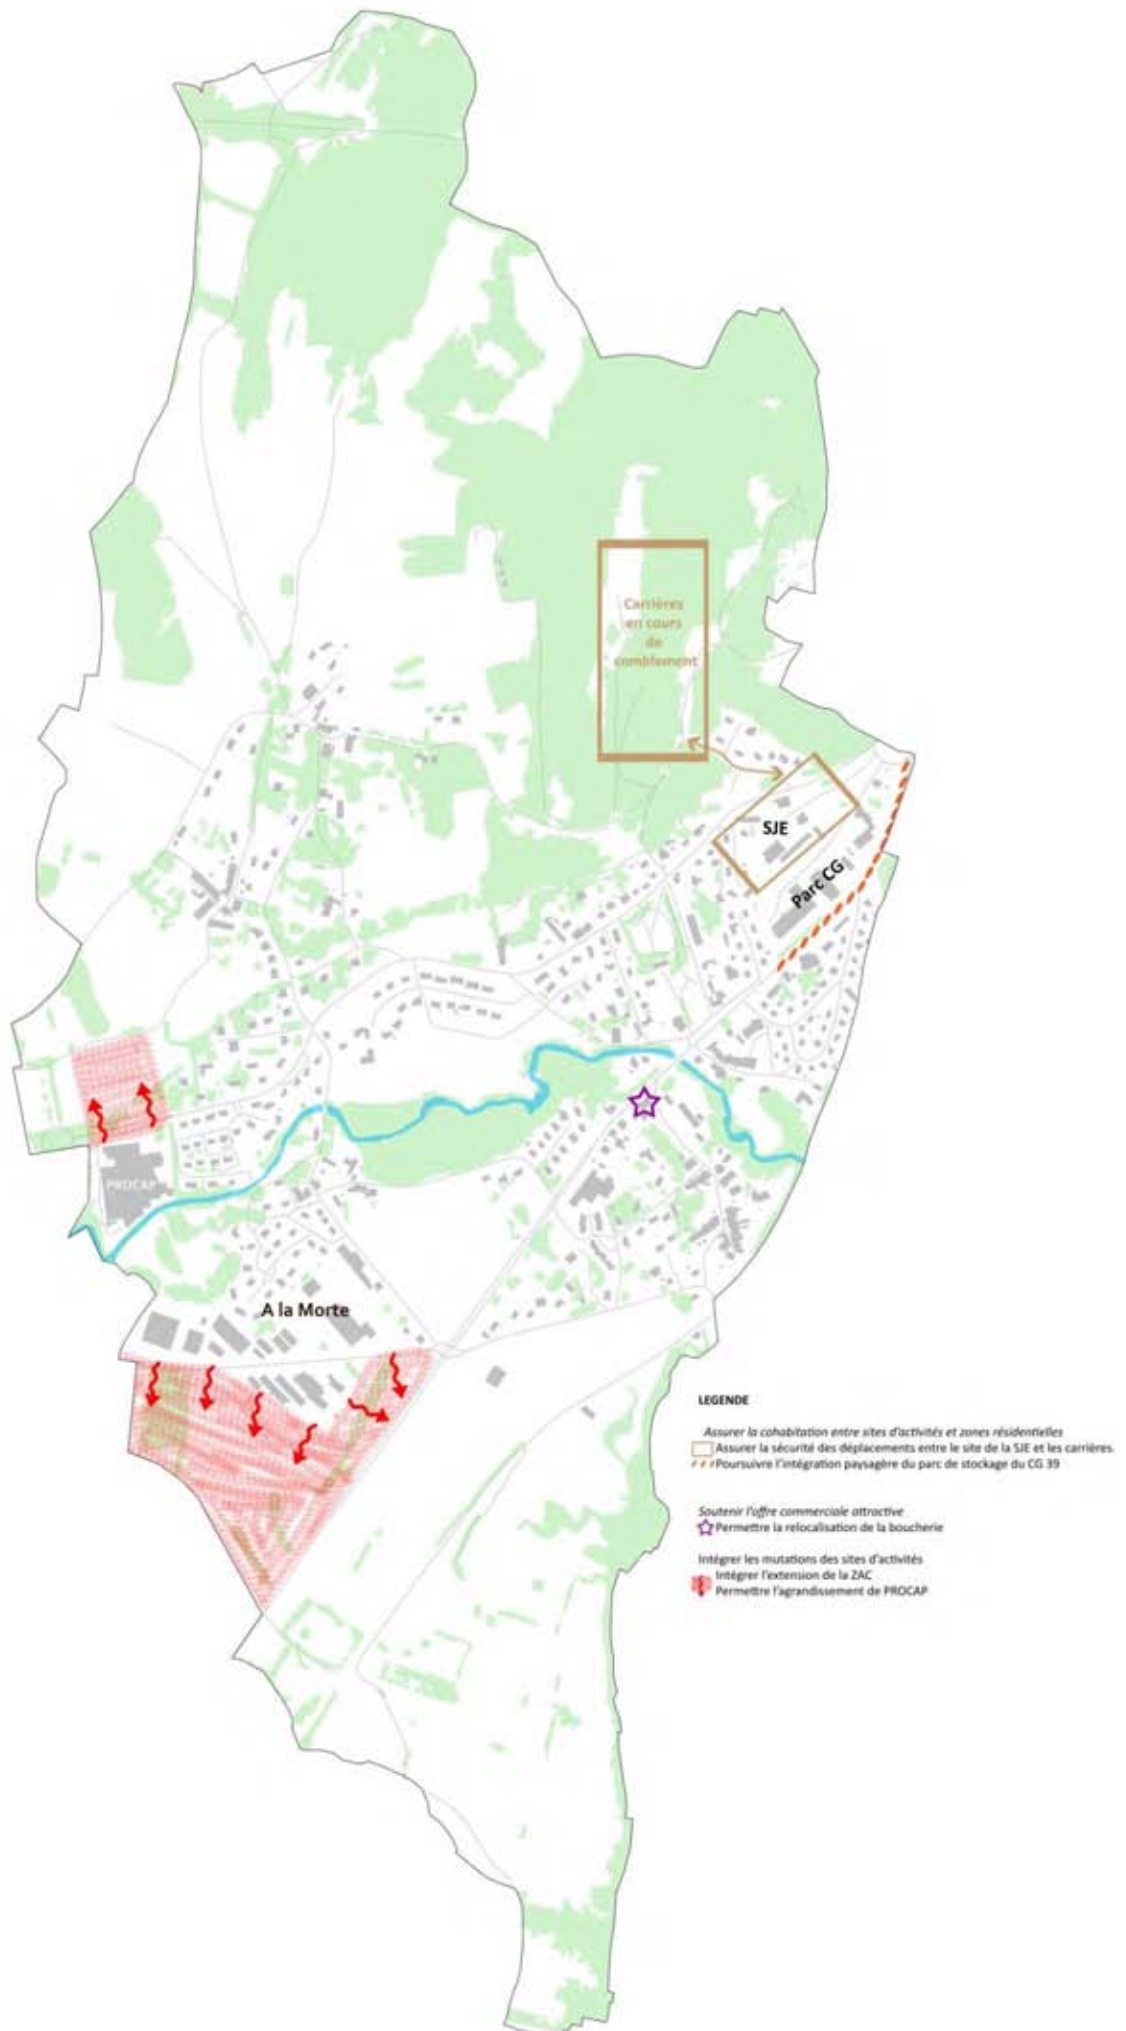 Carrières
en cours
de
comblement
SJE
Parc CG
PROCAP
A la Morte
LEGENDE
Assurer la cohabitation entre sites d'activités et zones résidentielles
Assurer la sécurité des déplacements entre le site de la SJE et les carrières.
Poursuivre l'intégration paysagère du parc de stockage du CG 39
Soutenir l'offre commerciale attractive
Permettre la relocalisation de la boucherie
Intégrer les mutations des sites d'activités
Intégrer l'extension de la ZAC
Permettre l'agrandissement de PROCAP